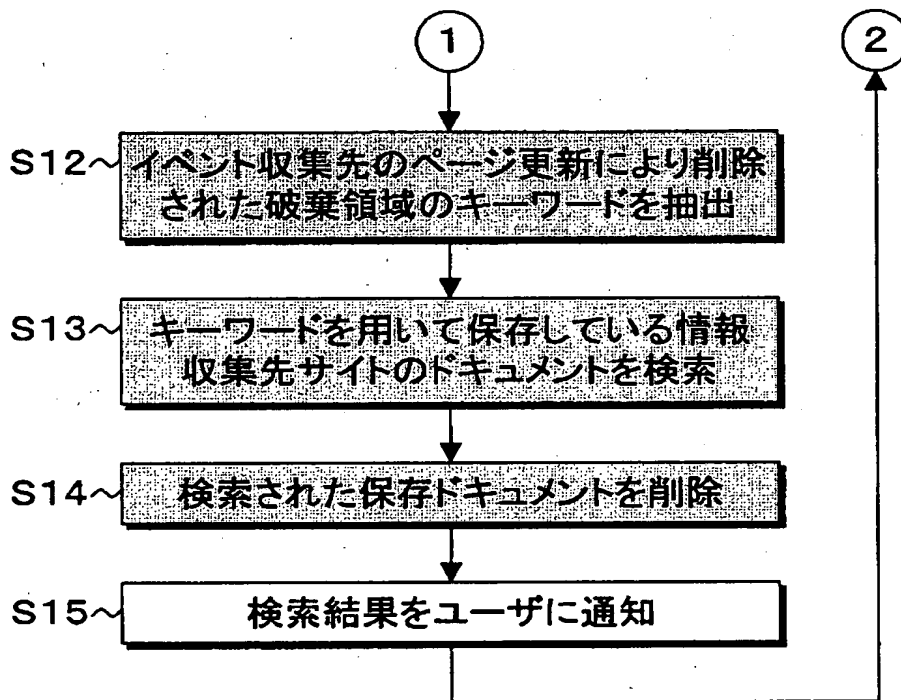 1
2
S12~
イベント収集先のページ更新により削除
された破棄領域のキーワードを抽出
S13~
キーワードを用いて保存している情報
収集先サイトのドキュメントを検索
S14~
検索された保存ドキュメントを削除
S15~
検索結果をユーザに通知